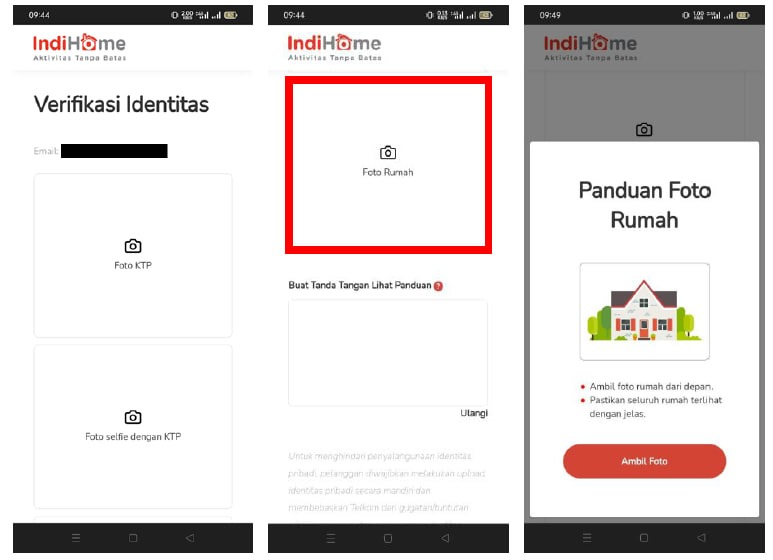 09:44
IndiHome
Aktivitas Tanpa Batas
Verifikasi Identitas
Email:
Foto KTP
Foto selfie dengan KTP
09:44
IndiHome
Aktivitas Tanpa Batas
Foto Rumah
Buat Tanda Tangan Lihat Panduan ?
Ulangi
Untuk menghindari penyalangunaan identitas
pribadi, pelanggan diwajibkan melakukan upload
identitas pribadi secara mandiri dan
membebaskan Telkom dari gugatan/tuntutan
09:49
IndiHome
Aktivitas Tanpa Batas
Panduan Foto
Rumah
Ambil foto rumah dari depan.
Pastikan seluruh rumah terlihat
dengan jelas.
Ambil Foto